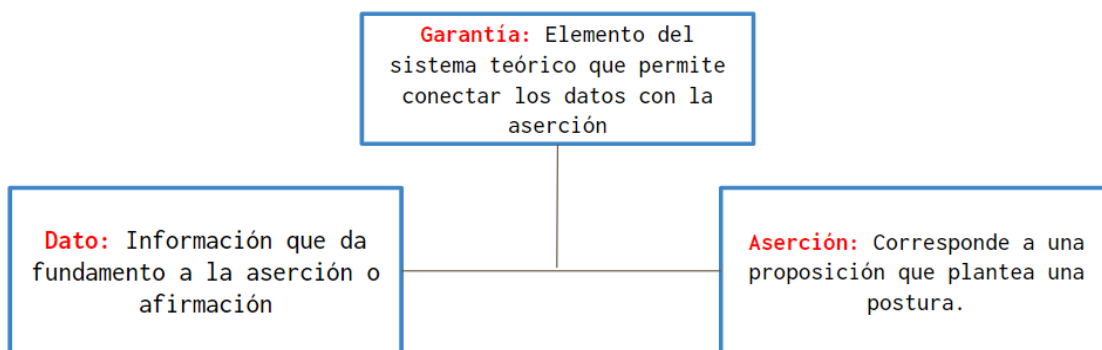 Garantía: Elemento del
sistema teórico que permite
conectar los datos con la
aserción
Dato: Información que da
fundamento a la aserción o
afirmación
Aserción: Corresponde a una
proposición que plantea una
postura.